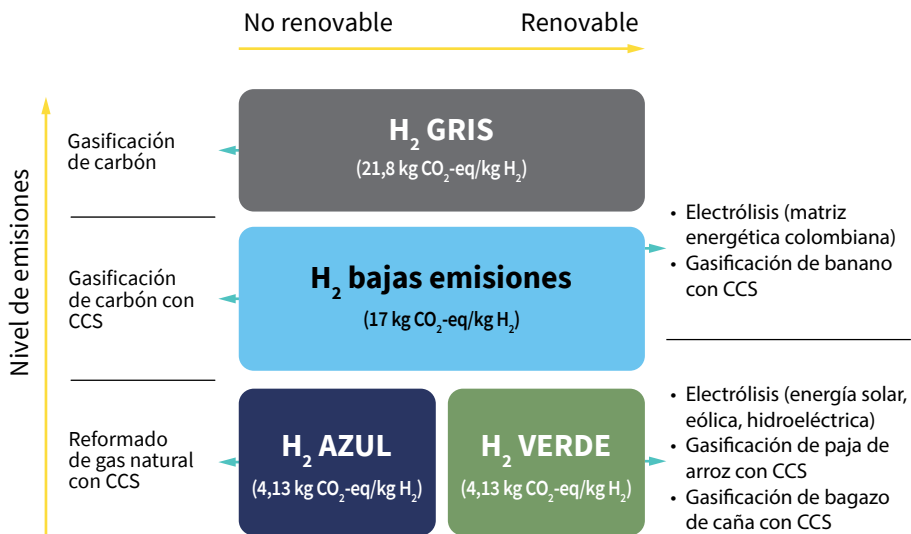 No renovable
Renovable
Nivel de emisiones
Gasificación
de carbón
H₂ GRIS
(21,8 kg CO₂-eq/kg H₂)
Gasificación
de carbón con
CCS
H₂ bajas emisiones
(17 kg CO₂-eq/kg H₂)
• Electrólisis (matriz
energética colombiana)
• Gasificación de banano
con CCS
Reformado
de gas natural
con CCS
H₂ AZUL
(4,13 kg CO₂-eq/kg H₂)
H₂ VERDE
(4,13 kg CO₂-eq/kg H₂)
• Electrólisis (energía solar,
eólica, hidroeléctrica)
• Gasificación de paja de
arroz con CCS
• Gasificación de bagazo
de caña con CCS